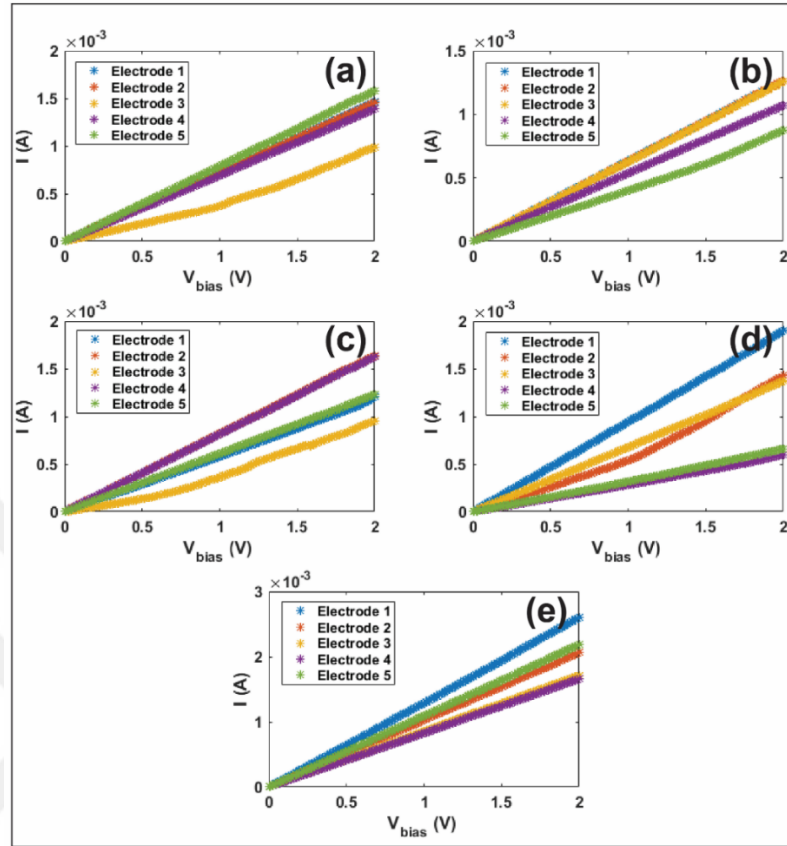 ×10⁻³
2
1.5
1
0.5
0
I (A)
Electrode 1
Electrode 2
Electrode 3
Electrode 4
Electrode 5
(a)
0 0.5 1 1.5 2
V_bias (V)
×10⁻³
1.5
1
0.5
0
I (A)
Electrode 1
Electrode 2
Electrode 3
Electrode 4
Electrode 5
(b)
0 0.5 1 1.5 2
V_bias (V)
×10⁻³
2
1.5
1
0.5
0
I (A)
Electrode 1
Electrode 2
Electrode 3
Electrode 4
Electrode 5
(c)
0 0.5 1 1.5 2
V_bias (V)
×10⁻³
2
1.5
1
0.5
0
I (A)
Electrode 1
Electrode 2
Electrode 3
Electrode 4
Electrode 5
(d)
0 0.5 1 1.5 2
V_bias (V)
×10⁻³
3
2
1
0
I (A)
Electrode 1
Electrode 2
Electrode 3
Electrode 4
Electrode 5
(e)
0 0.5 1 1.5 2
V_bias (V)